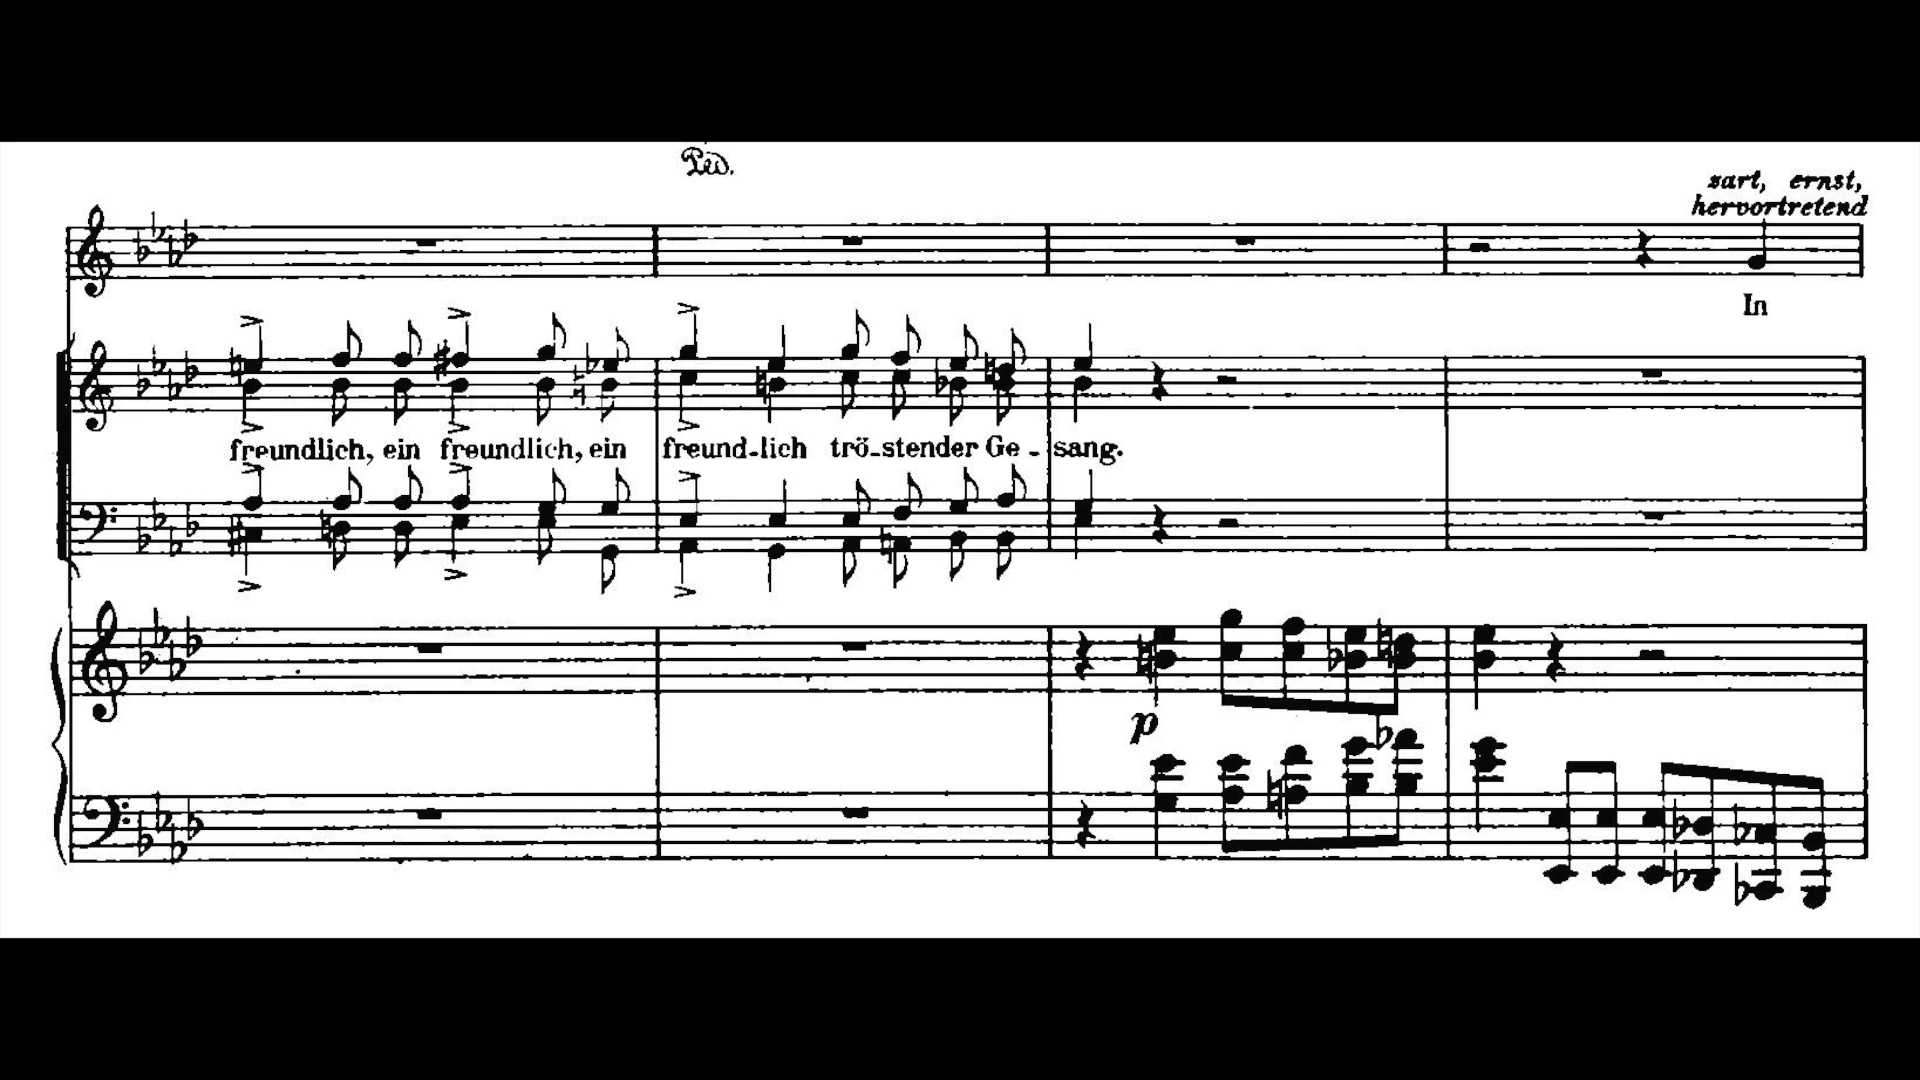 Ped.
zart, ernst,
hervortretend
In
freundlich, ein freundlich, ein freund-lich trö-stender Ge-sang.
p